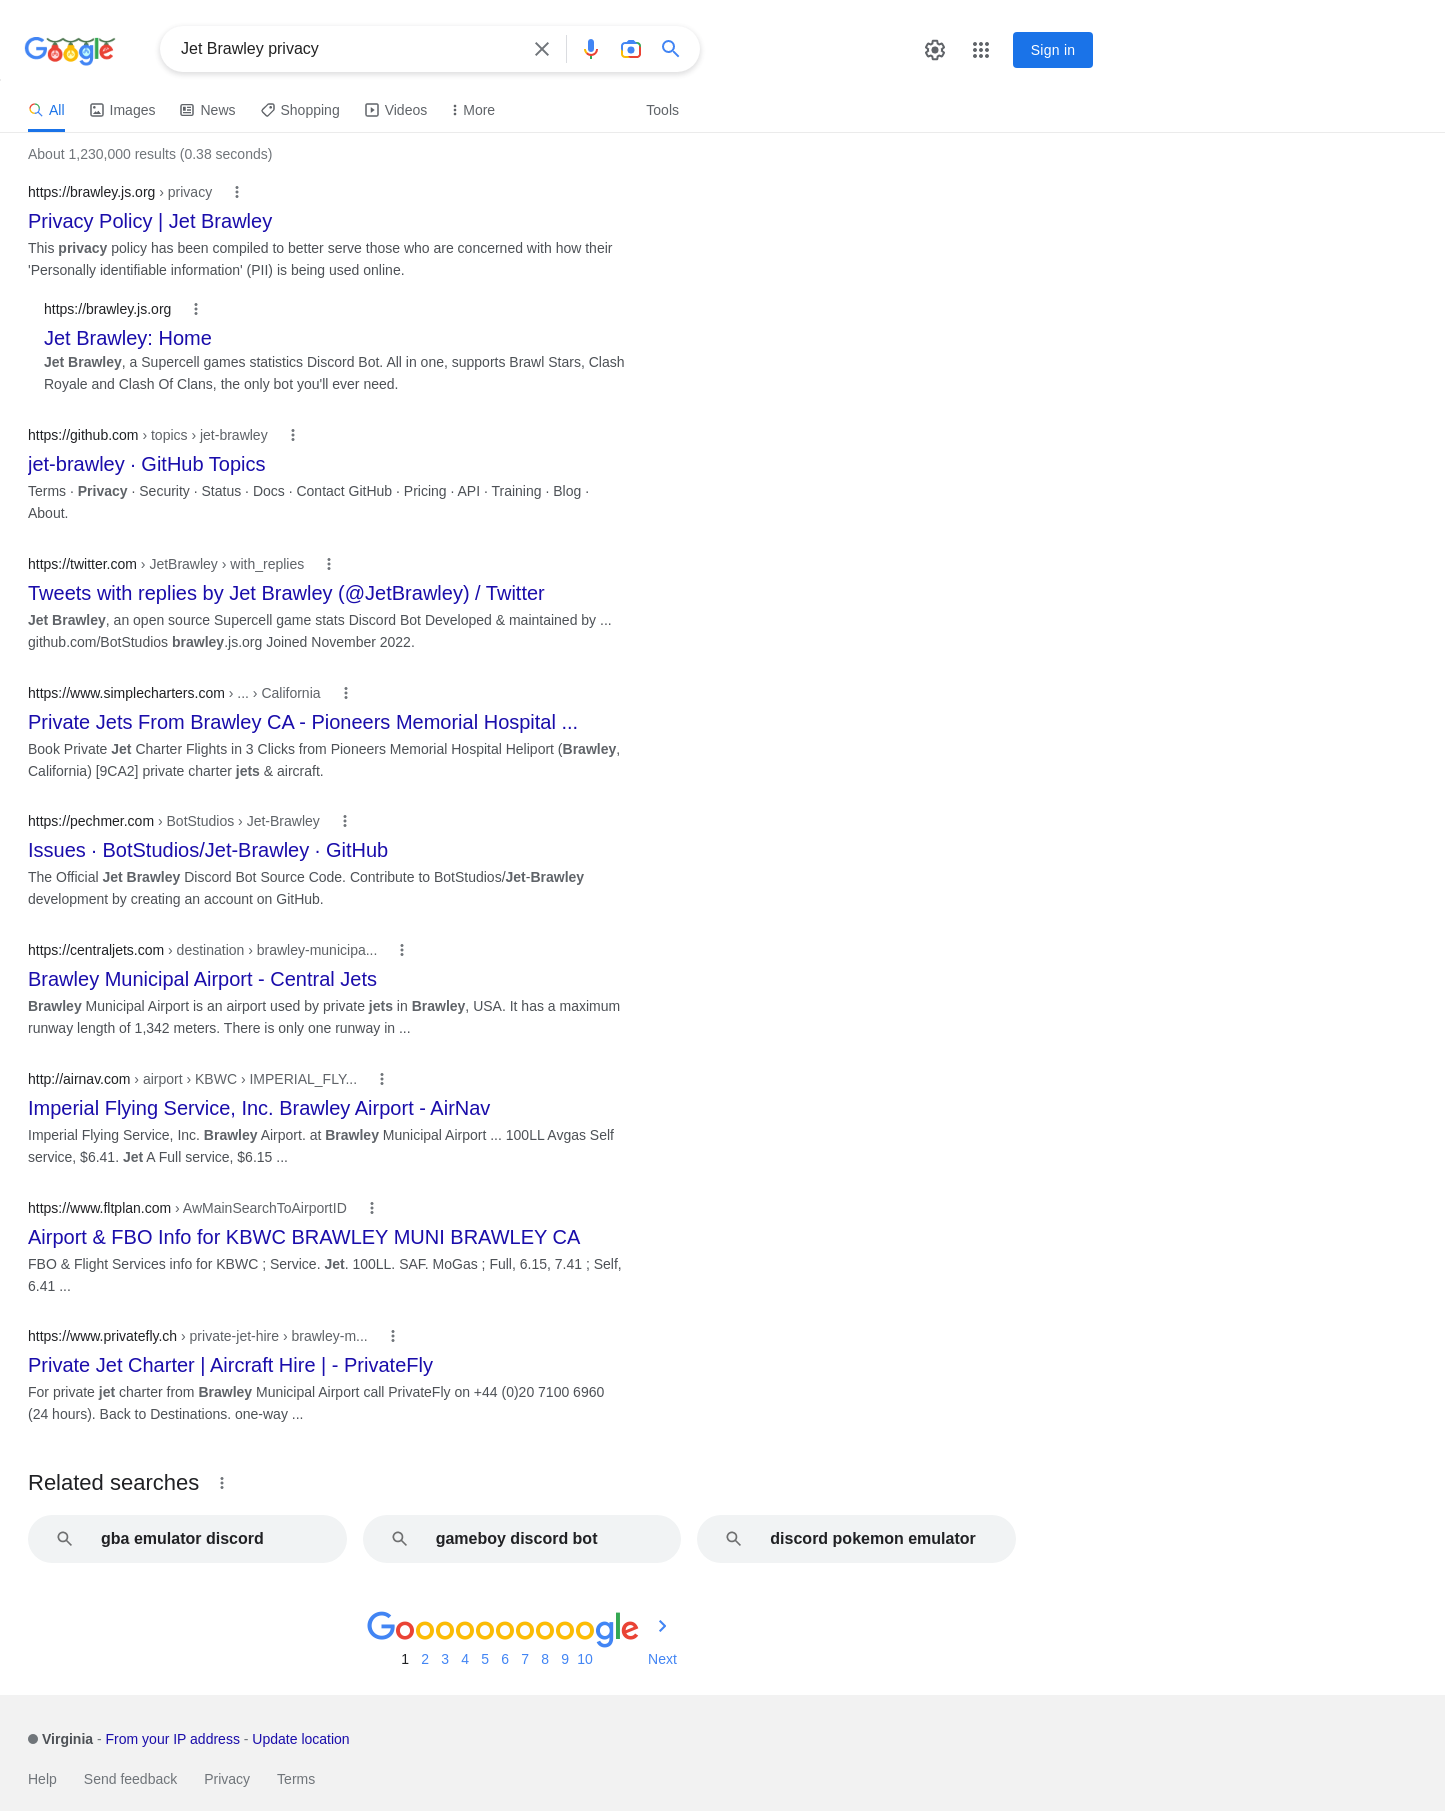 Google
Jet Brawley privacy
Sign in
All Images News Shopping Videos More Tools
About 1,230,000 results (0.38 seconds)
https://brawley.js.org › privacy
Privacy Policy | Jet Brawley
This privacy policy has been compiled to better serve those who are concerned with how their
'Personally identifiable information' (PII) is being used online.
https://brawley.js.org
Jet Brawley: Home
Jet Brawley, a Supercell games statistics Discord Bot. All in one, supports Brawl Stars, Clash
Royale and Clash Of Clans, the only bot you'll ever need.
https://github.com › topics › jet-brawley
jet-brawley · GitHub Topics
Terms · Privacy · Security · Status · Docs · Contact GitHub · Pricing · API · Training · Blog ·
About.
https://twitter.com › JetBrawley › with_replies
Tweets with replies by Jet Brawley (@JetBrawley) / Twitter
Jet Brawley, an open source Supercell game stats Discord Bot Developed & maintained by ...
github.com/BotStudios brawley.js.org Joined November 2022.
https://www.simplecharters.com › ... › California
Private Jets From Brawley CA - Pioneers Memorial Hospital ...
Book Private Jet Charter Flights in 3 Clicks from Pioneers Memorial Hospital Heliport (Brawley,
California) [9CA2] private charter jets & aircraft.
https://pechmer.com › BotStudios › Jet-Brawley
Issues · BotStudios/Jet-Brawley · GitHub
The Official Jet Brawley Discord Bot Source Code. Contribute to BotStudios/Jet-Brawley
development by creating an account on GitHub.
https://centraljets.com › destination › brawley-municipa...
Brawley Municipal Airport - Central Jets
Brawley Municipal Airport is an airport used by private jets in Brawley, USA. It has a maximum
runway length of 1,342 meters. There is only one runway in ...
http://airnav.com › airport › KBWC › IMPERIAL_FLY...
Imperial Flying Service, Inc. Brawley Airport - AirNav
Imperial Flying Service, Inc. Brawley Airport. at Brawley Municipal Airport ... 100LL Avgas Self
service, $6.41. Jet A Full service, $6.15 ...
https://www.fltplan.com › AwMainSearchToAirportID
Airport & FBO Info for KBWC BRAWLEY MUNI BRAWLEY CA
FBO & Flight Services info for KBWC ; Service. Jet. 100LL. SAF. MoGas ; Full, 6.15, 7.41 ; Self,
6.41 ...
https://www.privatefly.ch › private-jet-hire › brawley-m...
Private Jet Charter | Aircraft Hire | - PrivateFly
For private jet charter from Brawley Municipal Airport call PrivateFly on +44 (0)20 7100 6960
(24 hours). Back to Destinations. one-way ...
Related searches
gba emulator discord gameboy discord bot discord pokemon emulator
Goooooooooogle
1 2 3 4 5 6 7 8 9 10 Next
Virginia - From your IP address - Update location
Help Send feedback Privacy Terms